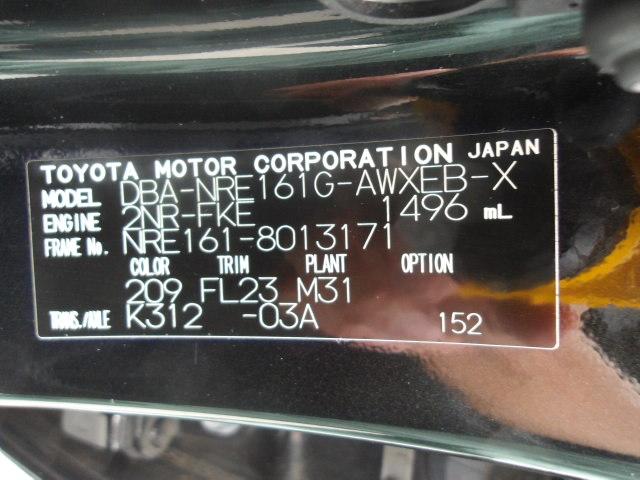 TOYOTA MOTOR CORPORATION JAPAN
MODEL DBA-NRE161G-AWXEB-X
ENGINE 2NR-FKE 1496 mL
FRAME No. NRE161-8013171
COLOR TRIM PLANT OPTION
209 FL23 M31
TRANS./AXLE K312 -03A 152